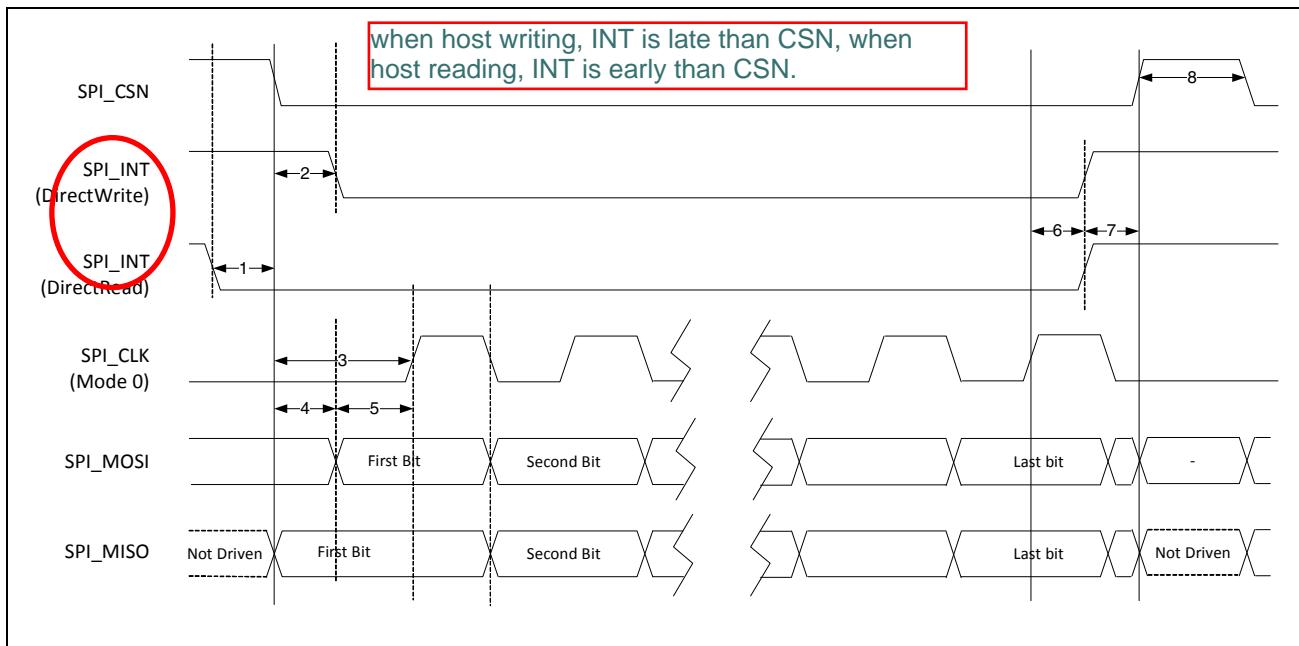 when host writing, INT is late than CSN, when
host reading, INT is early than CSN.
SPI_CSN
8
SPI_INT
(DirectWrite)
2
6
7
SPI_INT
(DirectRead)
1
SPI_CLK
(Mode 0)
3
4
5
SPI_MOSI
First Bit
Second Bit
Last bit
-
SPI_MISO
Not Driven
First Bit
Second Bit
Last bit
Not Driven